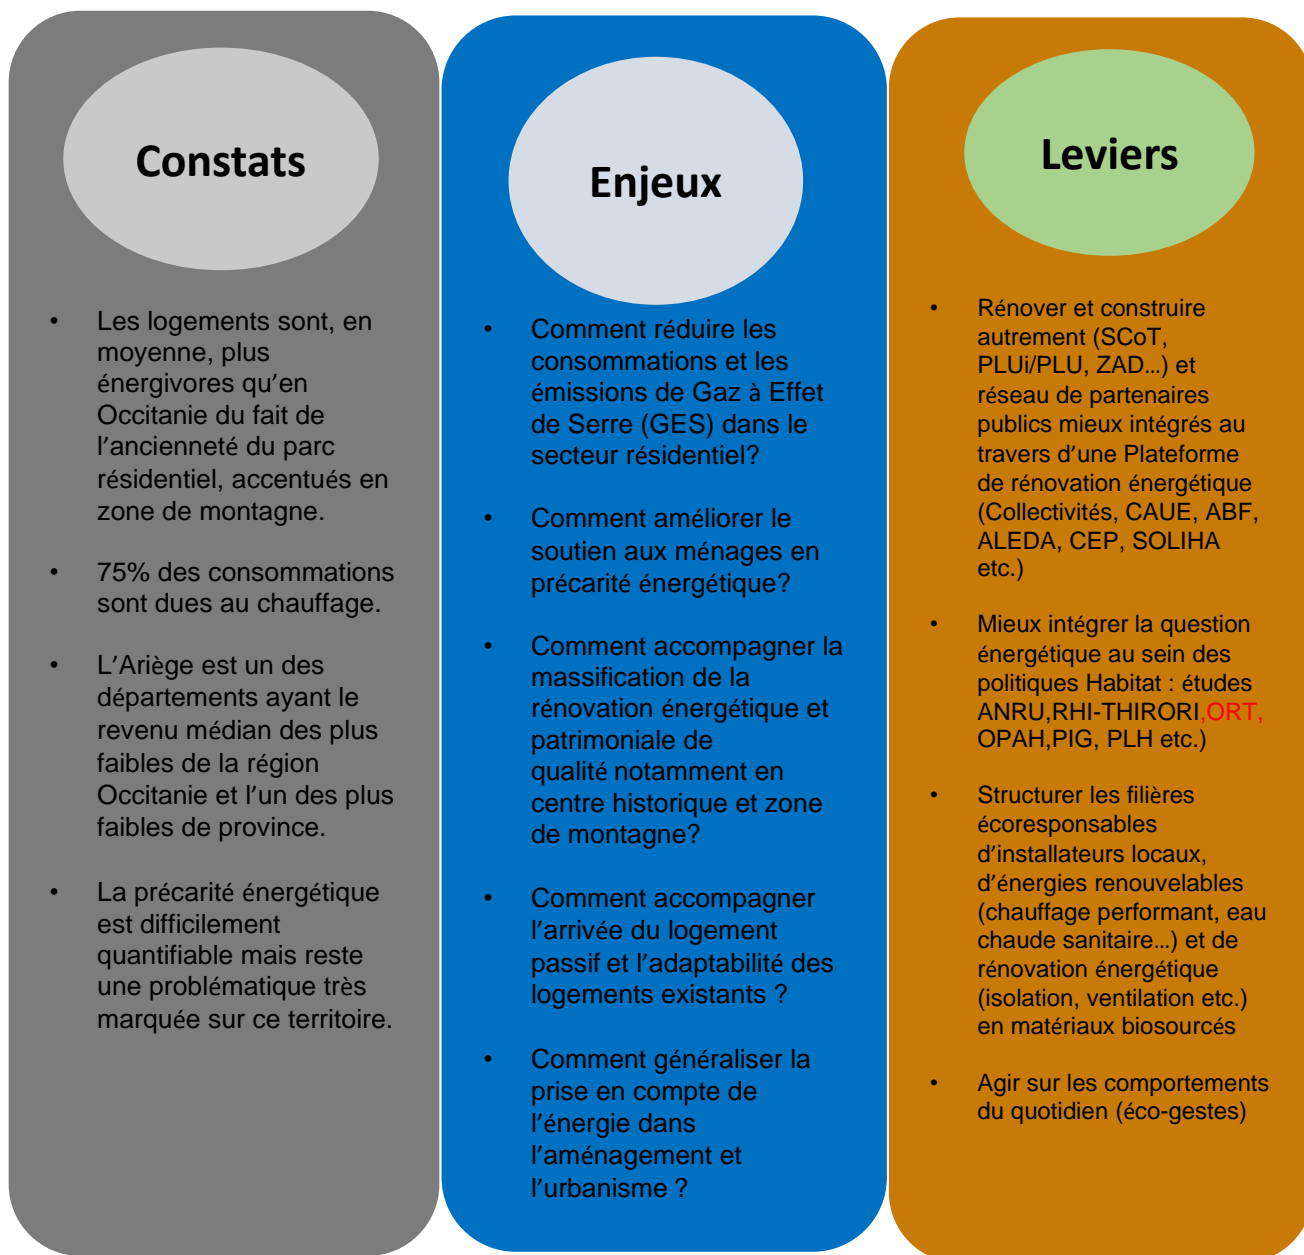 Constats
• Les logements sont, en
moyenne, plus
énergivores qu’en
Occitanie du fait de
l’ancienneté du parc
résidentiel, accentués en
zone de montagne.
• 75% des consommations
sont dues au chauffage.
• L’Ariège est un des
départements ayant le
revenu médian des plus
faibles de la région
Occitanie et l’un des plus
faibles de province.
• La précarité énergétique
est difficilement
quantifiable mais reste
une problématique très
marquée sur ce territoire.
Enjeux
• Comment réduire les
consommations et les
émissions de Gaz à Effet
de Serre (GES) dans le
secteur résidentiel?
• Comment améliorer le
soutien aux ménages en
précarité énergétique?
• Comment accompagner la
massification de la
rénovation énergétique et
patrimoniale de
qualité notamment en
centre historique et zone
de montagne?
• Comment accompagner
l’arrivée du logement
passif et l’adaptabilité des
logements existants ?
• Comment généraliser la
prise en compte de
l’énergie dans
l’aménagement et
l’urbanisme ?
Leviers
• Rénover et construire
autrement (SCoT,
PLUi/PLU, ZAD…) et
réseau de partenaires
publics mieux intégrés au
travers d’une Plateforme
de rénovation énergétique
(Collectivités, CAUE, ABF,
ALEDA, CEP, SOLIHA
etc.)
• Mieux intégrer la question
énergétique au sein des
politiques Habitat : études
ANRU,RHI-THIRORI,ORT,
OPAH,PIG, PLH etc.)
• Structurer les filières
écoresponsables
d’installateurs locaux,
d’énergies renouvelables
(chauffage performant, eau
chaude sanitaire…) et de
rénovation énergétique
(isolation, ventilation etc.)
en matériaux biosourcés
• Agir sur les comportements
du quotidien (éco-gestes)